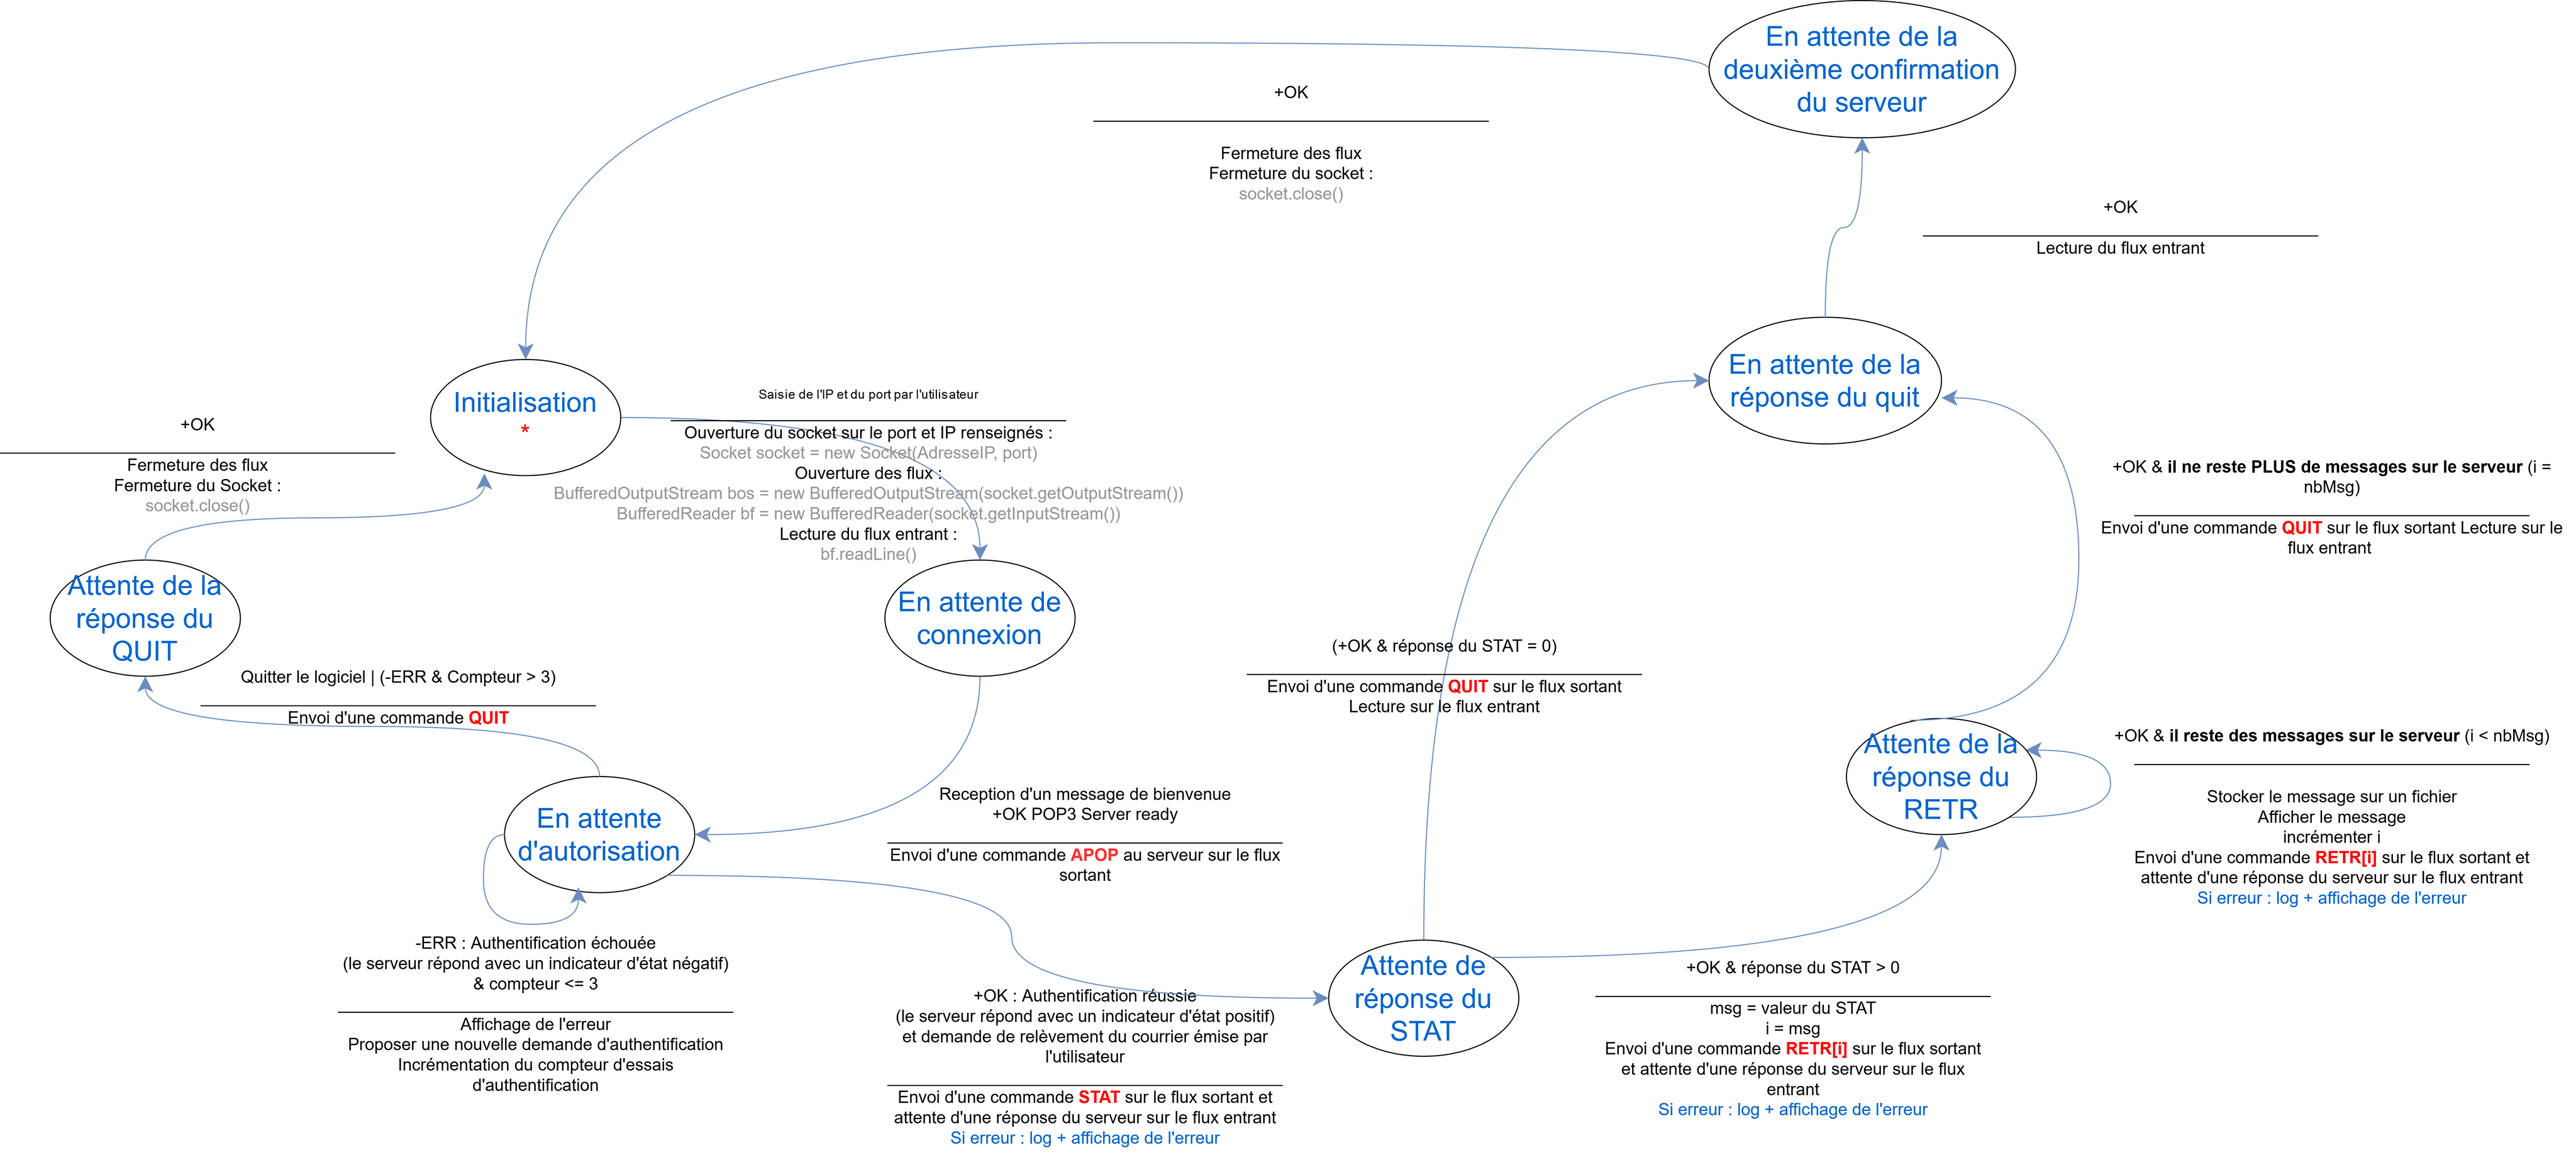 En attente de la
deuxième confirmation
du serveur
+OK
Fermeture des flux
Fermeture du socket :
socket.close()
+OK
Lecture du flux entrant
Initialisation
*
Saisie de l'IP et du port par l'utilisateur
Ouverture du socket sur le port et IP renseignés :
Socket socket = new Socket(AdresseIP, port)
Ouverture des flux :
BufferedOutputStream bos = new BufferedOutputStream(socket.getOutputStream())
BufferedReader bf = new BufferedReader(socket.getInputStream())
Lecture du flux entrant :
bf.readLine()
En attente de la
réponse du quit
+OK
Fermeture des flux
Fermeture du Socket :
socket.close()
+OK & il ne reste PLUS de messages sur le serveur (i =
nbMsg)
Envoi d'une commande QUIT sur le flux sortant Lecture sur le
flux entrant
Attente de la
réponse du
QUIT
En attente de
connexion
Quitter le logiciel | (-ERR & Compteur > 3)
Envoi d'une commande QUIT
(+OK & réponse du STAT = 0)
Envoi d'une commande QUIT sur le flux sortant
Lecture sur le flux entrant
Attente de la
réponse du
RETR
+OK & il reste des messages sur le serveur (i < nbMsg)
Stocker le message sur un fichier
Afficher le message
incrémenter i
Envoi d'une commande RETR[i] sur le flux sortant et
attente d'une réponse du serveur sur le flux entrant
Si erreur : log + affichage de l'erreur
En attente
d'autorisation
Reception d'un message de bienvenue
+OK POP3 Server ready
Envoi d'une commande APOP au serveur sur le flux
sortant
-ERR : Authentification échouée
(le serveur répond avec un indicateur d'état négatif)
& compteur <= 3
Affichage de l'erreur
Proposer une nouvelle demande d'authentification
Incrémentation du compteur d'essais
d'authentification
+OK : Authentification réussie
(le serveur répond avec un indicateur d'état positif)
et demande de relèvement du courrier émise par
l'utilisateur
Envoi d'une commande STAT sur le flux sortant et
attente d'une réponse du serveur sur le flux entrant
Si erreur : log + affichage de l'erreur
Attente de
réponse du
STAT
+OK & réponse du STAT > 0
msg = valeur du STAT
i = msg
Envoi d'une commande RETR[i] sur le flux sortant
et attente d'une réponse du serveur sur le flux
entrant
Si erreur : log + affichage de l'erreur